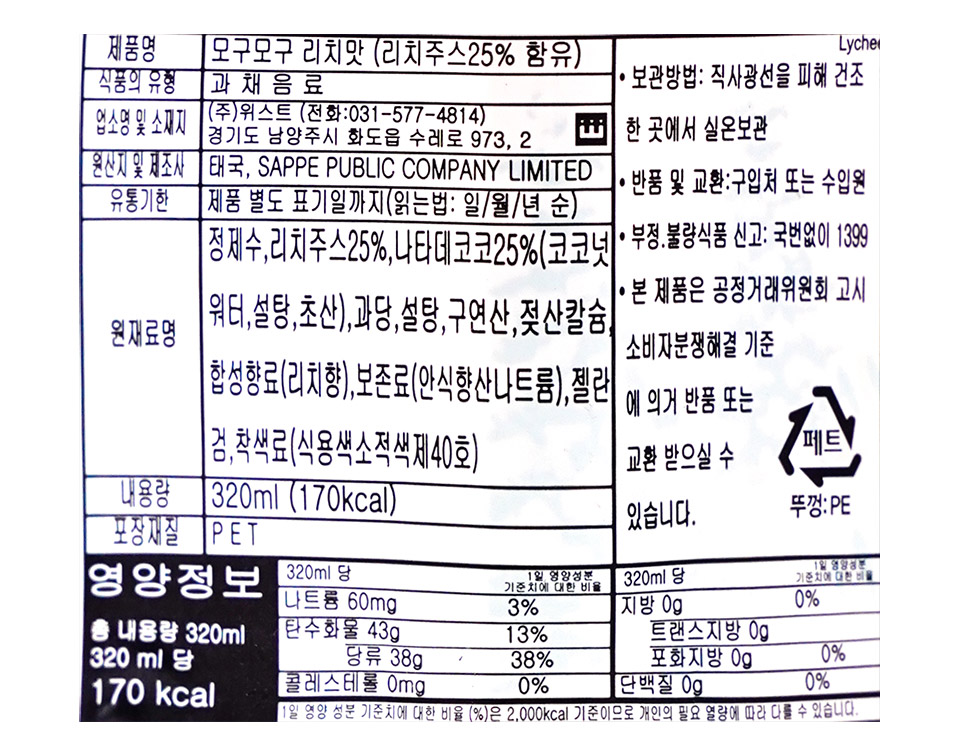 제품명 모구모구 리치맛 (리치주스25% 함유)
식품의 유형 과 채 음 료
업소명 및 소재지 (주)위스트 (전화:031-577-4814)
경기도 남양주시 화도읍 수레로 973, 2
원산지 및 제조사 태국, SAPPE PUBLIC COMPANY LIMITED
유통기한 제품 별도 표기일까지(읽는법: 일/월/년 순)
원재료명
정제수,리치주스25%,나타데코코25%(코코넛
워터,설탕,초산),과당,설탕,구연산,젖산칼슘,
합성향료(리치향),보존료(안식향산나트륨),젤란
검,착색료(식용색소적색제40호)
내용량 320ml (170kcal)
포장재질 PET
Lychee
• 보관방법: 직사광선을 피해 건조
한 곳에서 실온보관
• 반품 및 교환:구입처 또는 수입원
• 부정.불량식품 신고: 국번없이 1399
• 본 제품은 공정거래위원회 고시
소비자분쟁해결 기준
에 의거 반품 또는
교환 받으실 수
있습니다.
페트
뚜껑:PE
영양정보
총 내용량 320ml
320 ml 당
170 kcal
320ml 당 1일 영양성분
기준치에 대한 비율
나트륨 60mg 3%
탄수화물 43g 13%
당류 38g 38%
콜레스테롤 0mg 0%
320ml 당 1일 영양성분
기준치에 대한 비율
지방 0g 0%
트랜스지방 0g
포화지방 0g 0%
단백질 0g 0%
1일 영양 성분 기준치에 대한 비율 (%)은 2,000kcal 기준이므로 개인의 필요 열량에 따라 다를 수 있습니다.